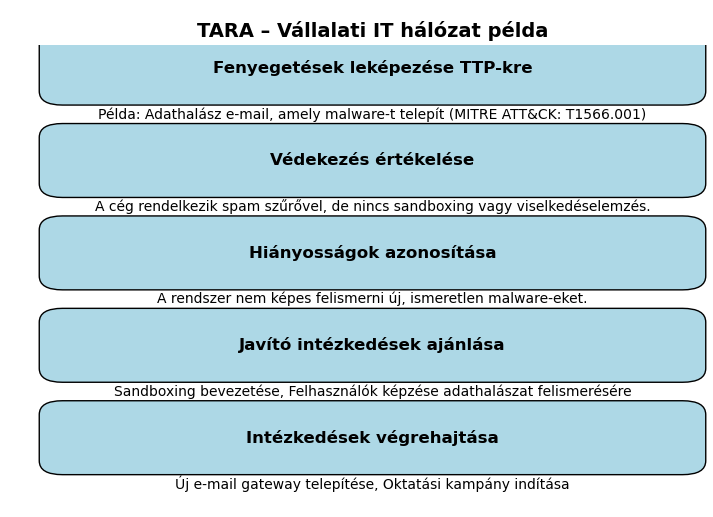 TARA – Vállalati IT hálózat példa
Fenyegetések leképezése TTP-kre
Példa: Adathalász e-mail, amely malware-t telepít (MITRE ATT&CK: T1566.001)
Védekezés értékelése
A cég rendelkezik spam szűrővel, de nincs sandboxing vagy viselkedéselemzés.
Hiányosságok azonosítása
A rendszer nem képes felismerni új, ismeretlen malware-eket.
Javító intézkedések ajánlása
Sandboxing bevezetése, Felhasználók képzése adathalászat felismerésére
Intézkedések végrehajtása
Új e-mail gateway telepítése, Oktatási kampány indítása